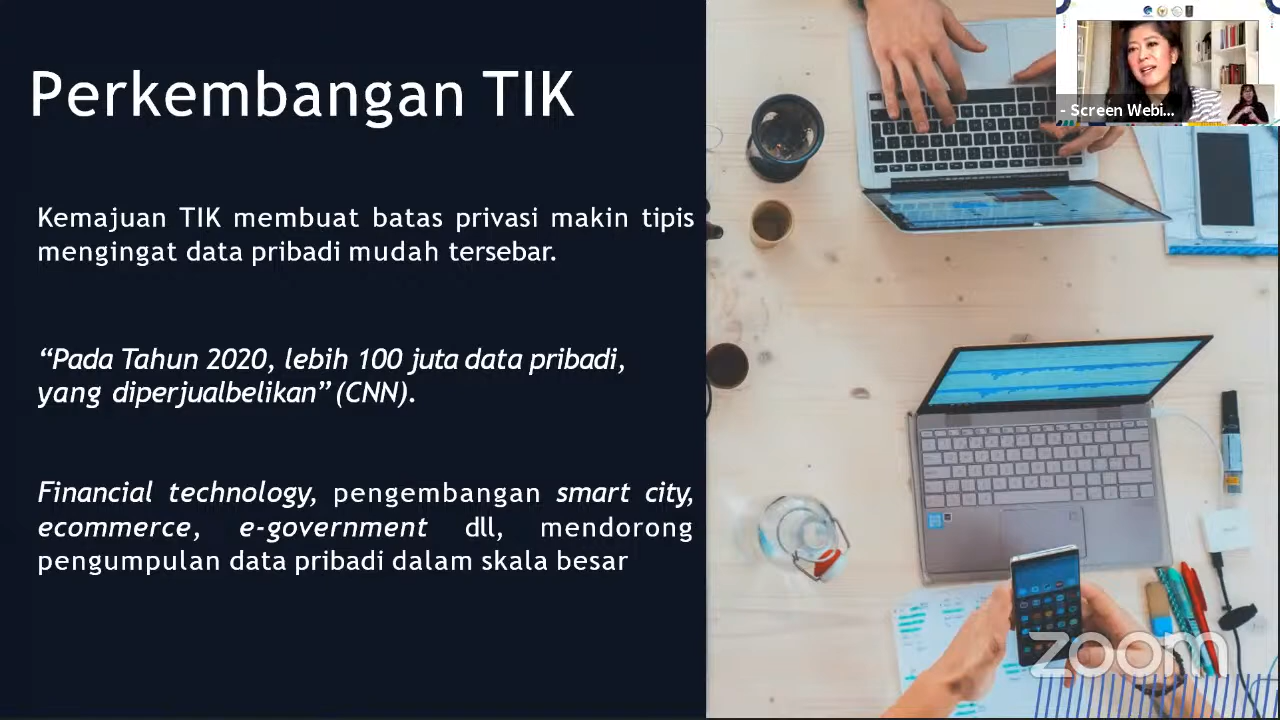 Perkembangan TIK
- Screen Webi...
Kemajuan TIK membuat batas privasi makin tipis
mengingat data pribadi mudah tersebar.
“Pada Tahun 2020, lebih 100 juta data pribadi,
yang diperjualbelikan” (CNN).
Financial technology, pengembangan smart city,
ecommerce, e-government dll, mendorong
pengumpulan data pribadi dalam skala besar
zoom